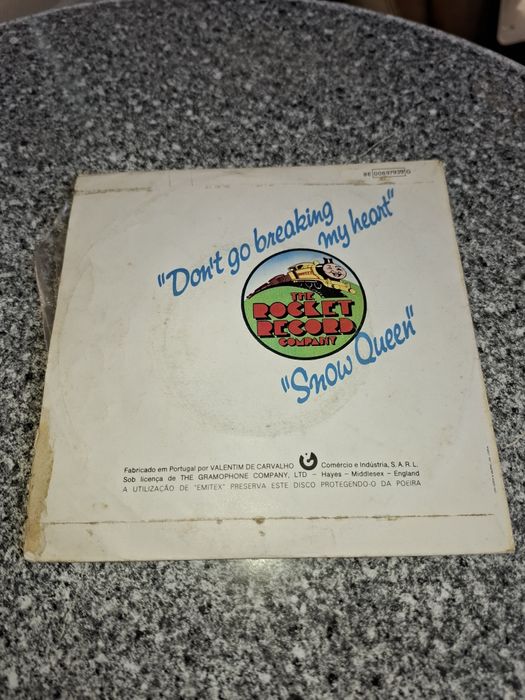 8E 00697939 G
"Don't go breaking
my heart"
THE
ROCKET
RECORD
COMPANY
"Snow Queen"
Fabricado em Portugal por VALENTIM DE CARVALHO Comércio e Indústria, S.A.R.L.
Sob licença de THE GRAMOPHONE COMPANY, LTD – Hayes – Middlesex – England
A UTILIZAÇÃO DE "EMITEX" PRESERVA ESTE DISCO PROTEGENDO-O DA POEIRA